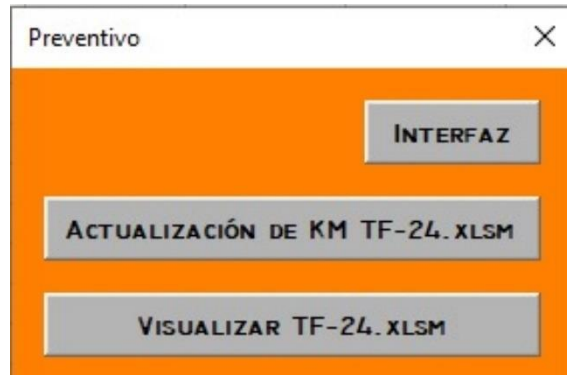 Preventivo
INTERFAZ
ACTUALIZACIÓN DE KM TF-24.XLSM
VISUALIZAR TF-24.XLSM